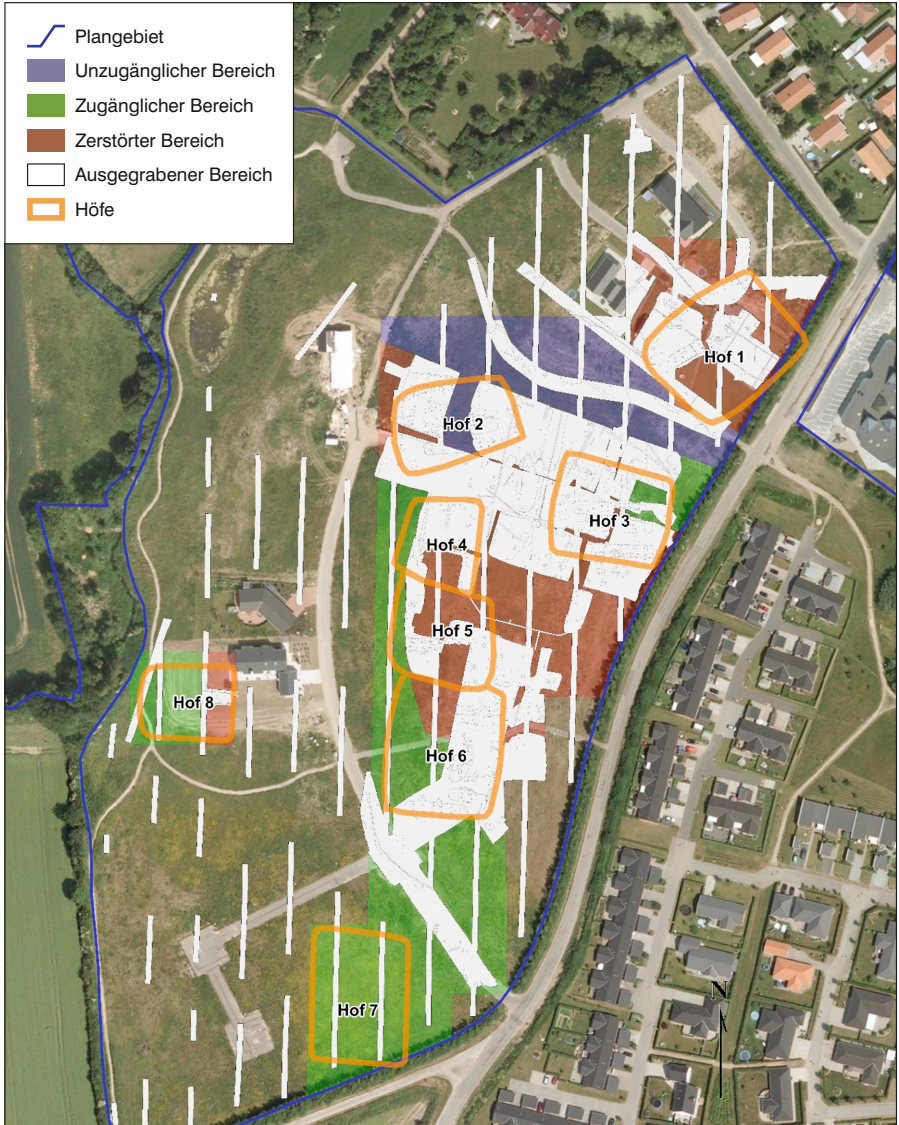 Plangebiet
Unzugänglicher Bereich
Zugänglicher Bereich
Zerstörter Bereich
Ausgegrabener Bereich
Höfe
Hof 1
Hof 2
Hof 3
Hof 4
Hof 5
Hof 8
Hof 6
N
Hof 7